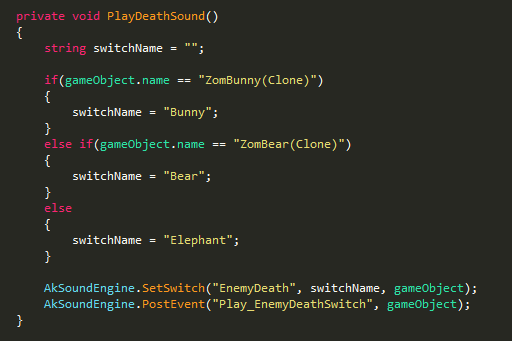 private void PlayDeathSound()
{
string switchName = "";
if(gameObject.name == "ZomBunny(Clone)")
{
switchName = "Bunny";
}
else if(gameObject.name == "ZomBear(Clone)")
{
switchName = "Bear";
}
else
{
switchName = "Elephant";
}
AkSoundEngine.SetSwitch("EnemyDeath", switchName, gameObject);
AkSoundEngine.PostEvent("Play_EnemyDeathSwitch", gameObject);
}